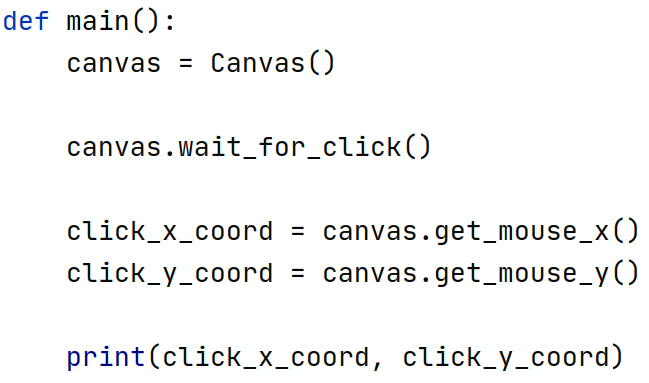 def main():
    canvas = Canvas()
    canvas.wait_for_click()
    click_x_coord = canvas.get_mouse_x()
    click_y_coord = canvas.get_mouse_y()
    print(click_x_coord, click_y_coord)